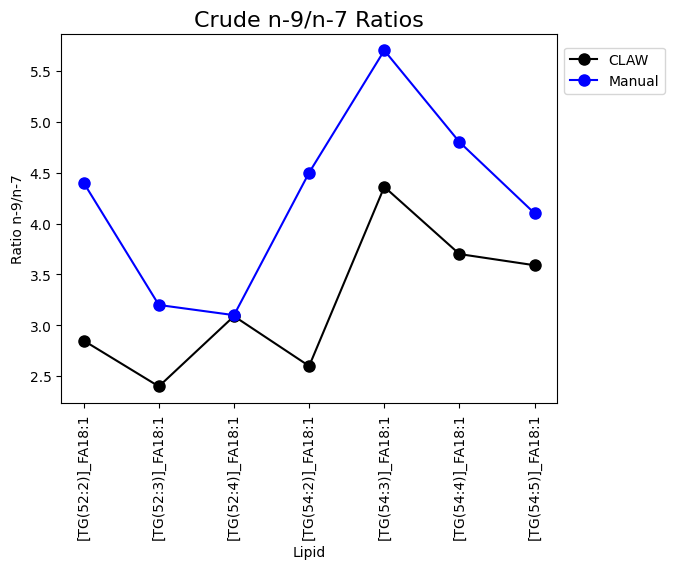 Crude n-9/n-7 Ratios
CLAW
Manual
Ratio n-9/n-7
5.5
5.0
4.5
4.0
3.5
3.0
2.5
[TG(52:2)]_FA18:1
[TG(52:3)]_FA18:1
[TG(52:4)]_FA18:1
[TG(54:2)]_FA18:1
[TG(54:3)]_FA18:1
[TG(54:4)]_FA18:1
[TG(54:5)]_FA18:1
Lipid